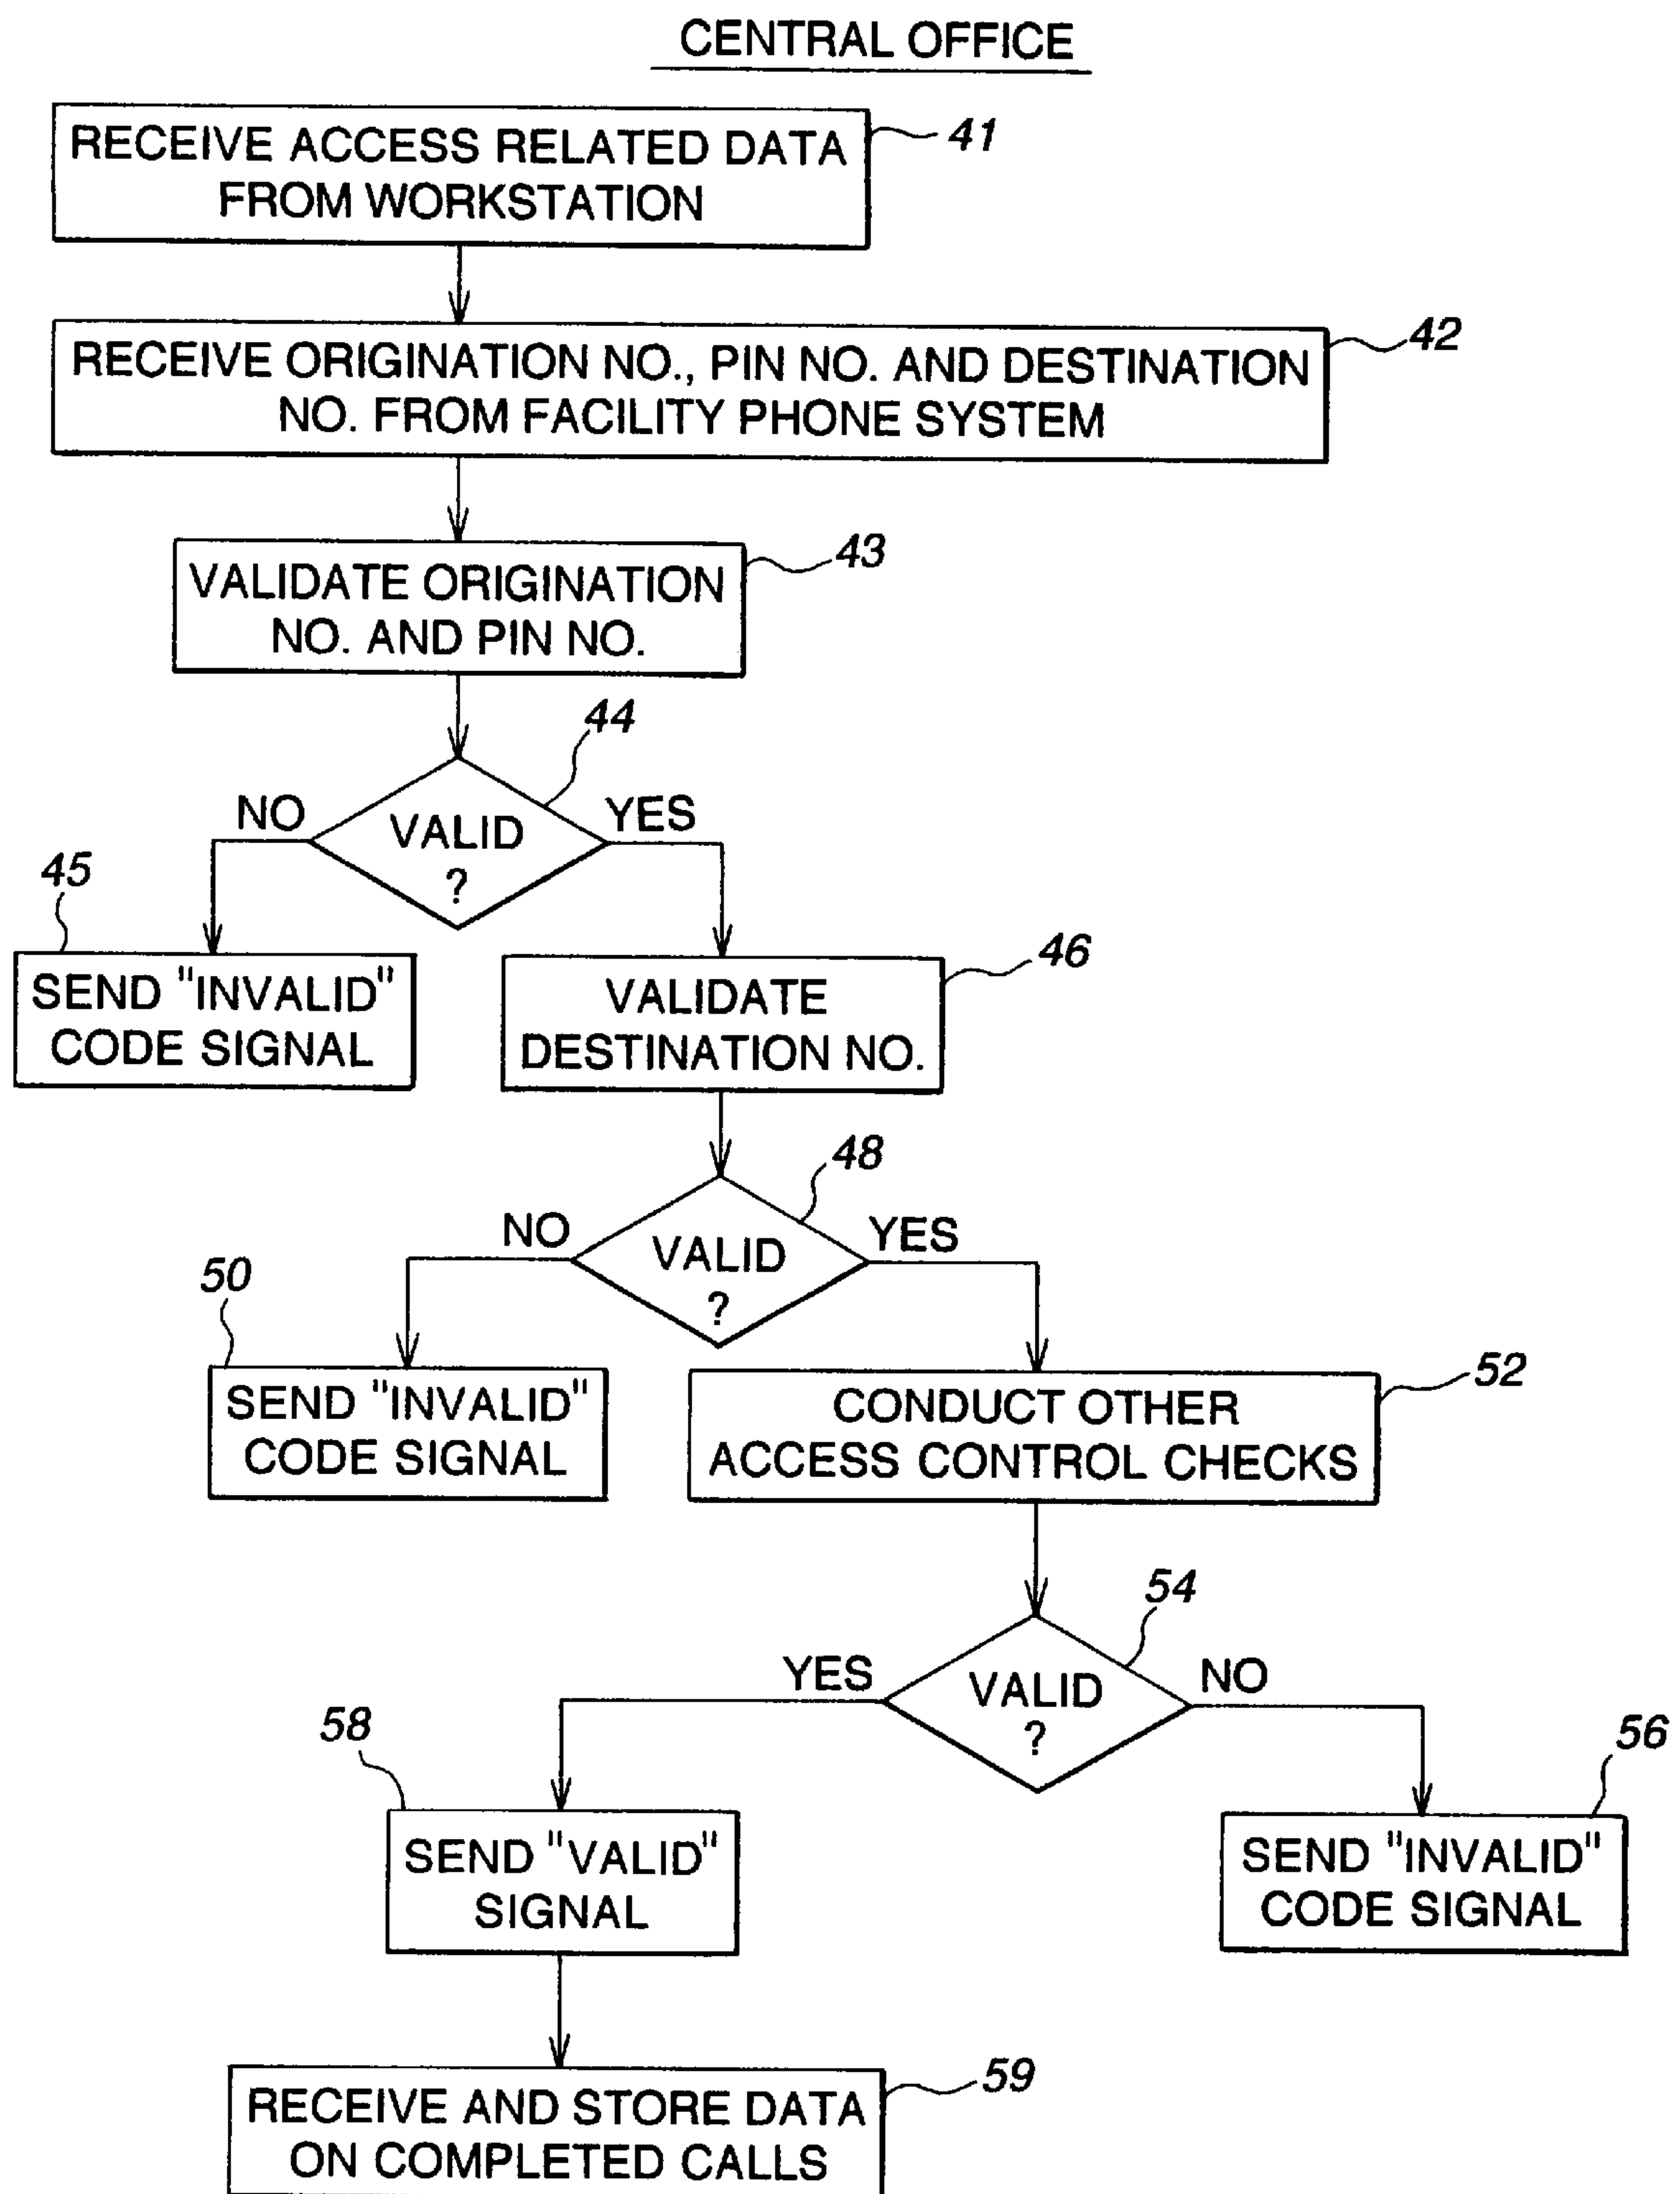 CENTRAL OFFICE
RECEIVE ACCESS RELATED DATA
FROM WORKSTATION
41
RECEIVE ORIGINATION NO., PIN NO. AND DESTINATION
NO. FROM FACILITY PHONE SYSTEM
42
VALIDATE ORIGINATION
NO. AND PIN NO.
43
44
NO
VALID
?
YES
45
SEND "INVALID"
CODE SIGNAL
46
VALIDATE
DESTINATION NO.
48
NO
VALID
?
YES
50
SEND "INVALID"
CODE SIGNAL
52
CONDUCT OTHER
ACCESS CONTROL CHECKS
54
YES
VALID
?
NO
58
SEND "VALID"
SIGNAL
56
SEND "INVALID"
CODE SIGNAL
59
RECEIVE AND STORE DATA
ON COMPLETED CALLS